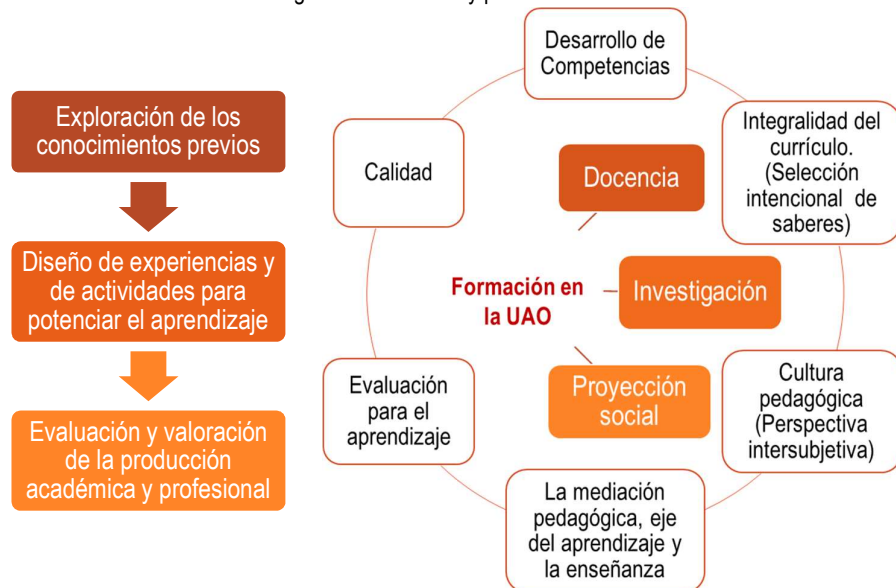 Exploración de los
conocimientos previos
Diseño de experiencias y
de actividades para
potenciar el aprendizaje
Evaluación y valoración
de la producción
académica y profesional
Desarrollo de
Competencias
Integralidad del
currículo.
(Selección
intencional de
saberes)
Cultura
pedagógica
(Perspectiva
intersubjetiva)
La mediación
pedagógica, eje
del aprendizaje y
la enseñanza
Evaluación
para el
aprendizaje
Calidad
Formación en
la UAO
Docencia
Investigación
Proyección
social